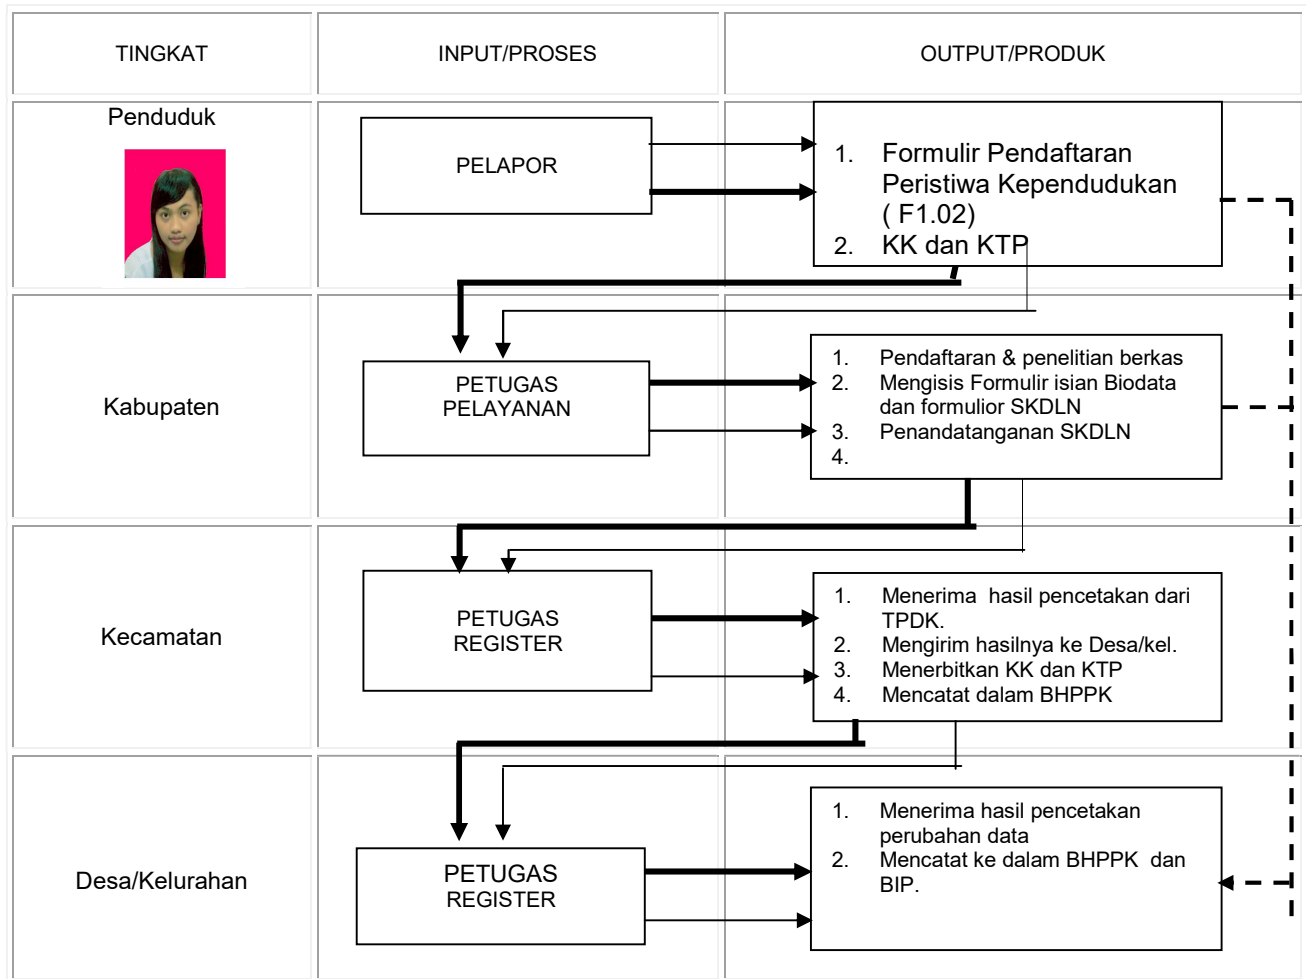 TINGKAT
INPUT/PROSES
OUTPUT/PRODUK
Penduduk
PELAPOR
1. Formulir Pendaftaran
Peristiwa Kependudukan
( F1.02)
2. KK dan KTP
Kabupaten
PETUGAS
PELAYANAN
1. Pendaftaran & penelitian berkas
2. Mengisis Formulir isian Biodata
dan formulior SKDLN
3. Penandatanganan SKDLN
4.
Kecamatan
PETUGAS
REGISTER
1. Menerima hasil pencetakan dari
TPDK.
2. Mengirim hasilnya ke Desa/kel.
3. Menerbitkan KK dan KTP
4. Mencatat dalam BHPPK
Desa/Kelurahan
PETUGAS
REGISTER
1. Menerima hasil pencetakan
perubahan data
2. Mencatat ke dalam BHPPK dan
BIP.